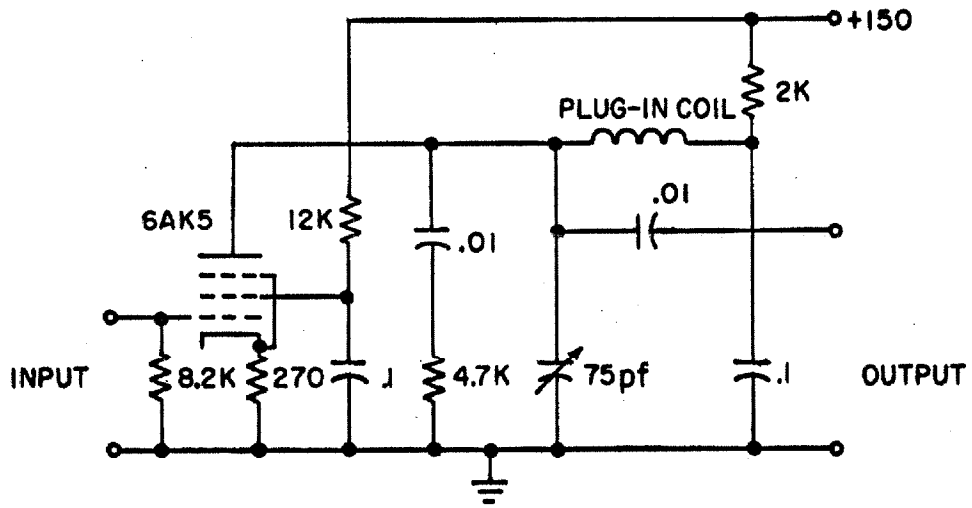 +150
2K
PLUG-IN COIL
.01
6AK5
12K
.01
INPUT
8.2K
270
.1
4.7K
75pf
.1
OUTPUT